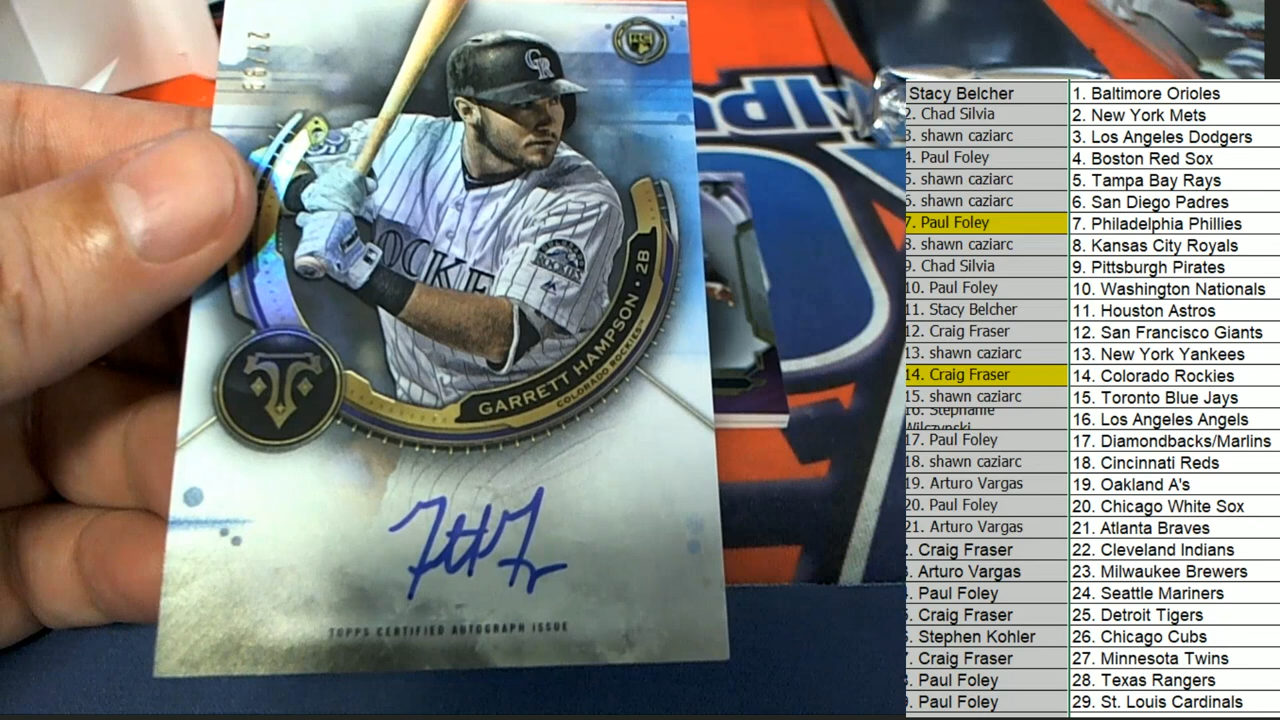 CR
OCKE
ROCKIES
GARRETT HAMPSON • 2B
COLORADO ROCKIES™
T
TOPPS CERTIFIED AUTOGRAPH ISSUE
Stacy Belcher 1. Baltimore Orioles
2. Chad Silvia 2. New York Mets
3. shawn caziarc 3. Los Angeles Dodgers
4. Paul Foley 4. Boston Red Sox
5. shawn caziarc 5. Tampa Bay Rays
6. shawn caziarc 6. San Diego Padres
7. Paul Foley 7. Philadelphia Phillies
8. shawn caziarc 8. Kansas City Royals
9. Chad Silvia 9. Pittsburgh Pirates
10. Paul Foley 10. Washington Nationals
11. Stacy Belcher 11. Houston Astros
12. Craig Fraser 12. San Francisco Giants
13. shawn caziarc 13. New York Yankees
14. Craig Fraser 14. Colorado Rockies
15. shawn caziarc 15. Toronto Blue Jays
16. Stephanie Wilczynski 16. Los Angeles Angels
17. Paul Foley 17. Diamondbacks/Marlins
18. shawn caziarc 18. Cincinnati Reds
19. Arturo Vargas 19. Oakland A's
20. Paul Foley 20. Chicago White Sox
21. Arturo Vargas 21. Atlanta Braves
. Craig Fraser 22. Cleveland Indians
. Arturo Vargas 23. Milwaukee Brewers
. Paul Foley 24. Seattle Mariners
. Craig Fraser 25. Detroit Tigers
. Stephen Kohler 26. Chicago Cubs
. Craig Fraser 27. Minnesota Twins
. Paul Foley 28. Texas Rangers
. Paul Foley 29. St. Louis Cardinals